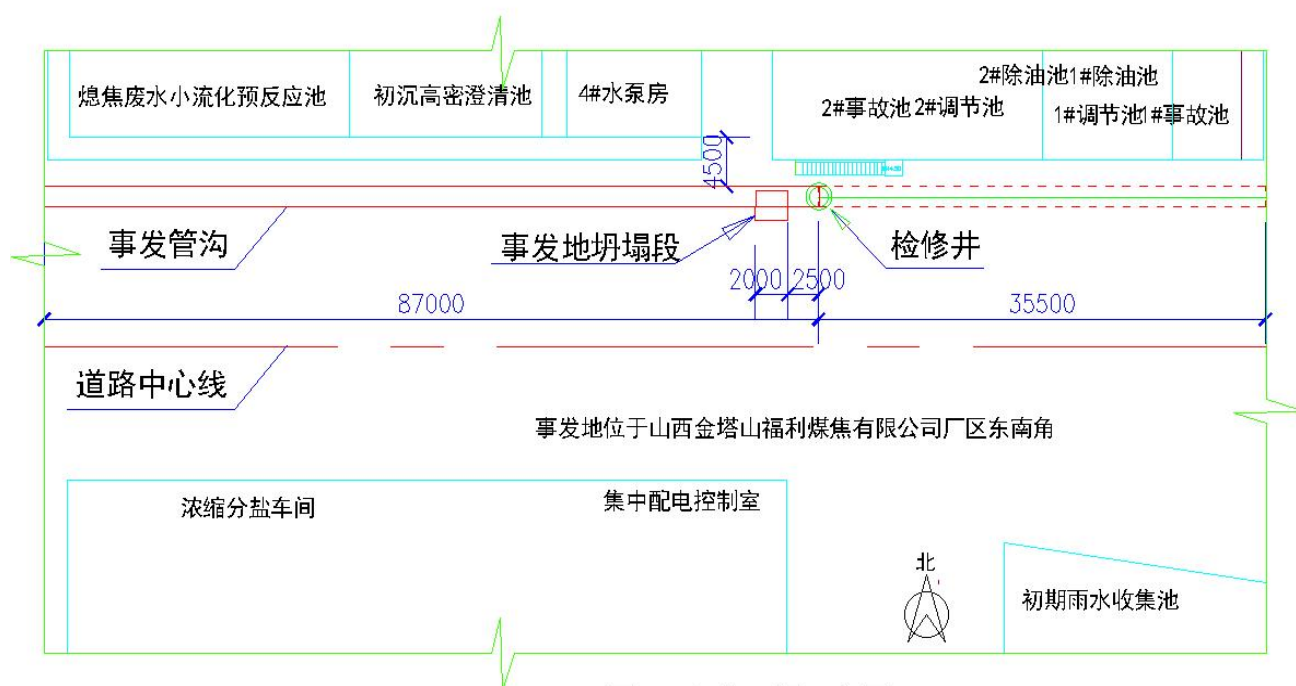 熄焦废水小流化预反应池
初沉高密澄清池
4#水泵房
2#除油池1#除油池
2#事故池2#调节池
1#调节池1#事故池
4500
事发管沟
事发地坍塌段
检修井
2000
2500
87000
35500
道路中心线
事发地位于山西金塔山福利煤焦有限公司厂区东南角
浓缩分盐车间
集中配电控制室
北
初期雨水收集池